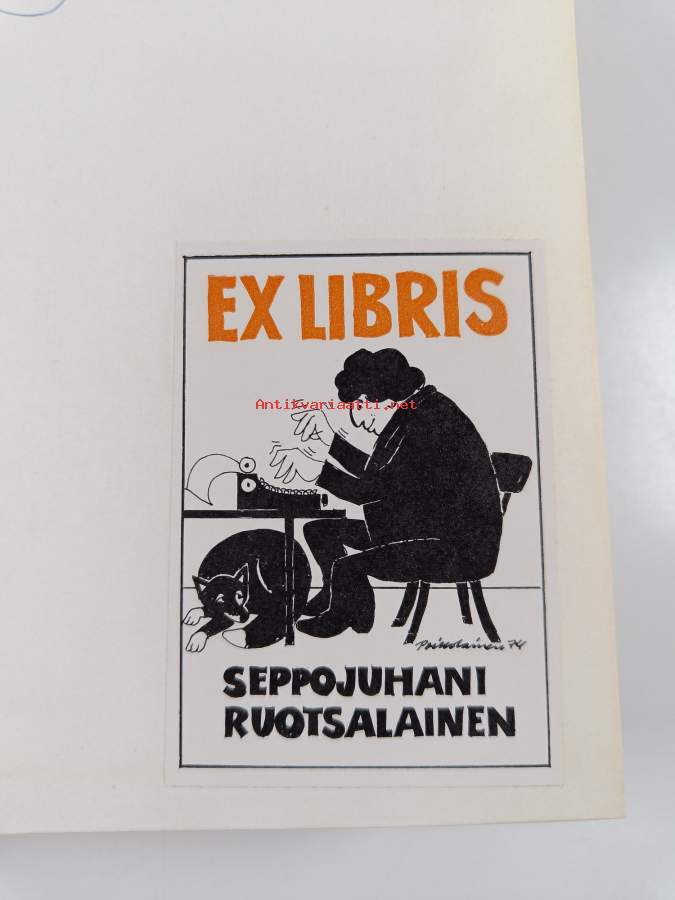 EX LIBRIS
Antikvariaatti.net
Poikolainen 74
SEPPOJUHANI
RUOTSALAINEN